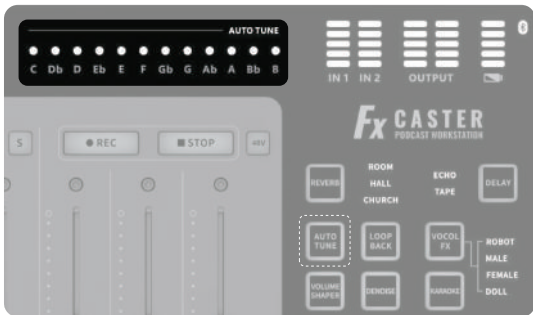 AUTO TUNE
C Db D Eb E F Gb G Ab A Bb B
IN 1 IN 2 OUTPUT
Fx CASTER
PODCAST WORKSTATION
S REC STOP 48V
REVERB
ROOM
HALL
CHURCH
ECHO
TAPE
DELAY
AUTO
TUNE
LOOP
BACK
VOCOL
FX
ROBOT
MALE
FEMALE
DOLL
VOLUME
SHAPER
DENOISE
KARAOKE